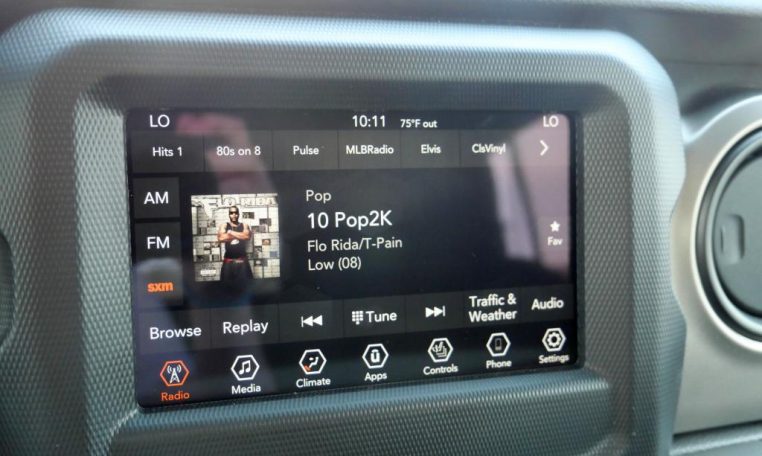 LO 10:11 75°F out LO
Hits 1 80s on 8 Pulse MLBRadio Elvis ClsVinyl
AM
FM
sxm
FLO RIDA
Pop
10 Pop2K
Flo Rida/T-Pain
Low (08)
Fav
Browse Replay Tune Traffic & Weather Audio
Radio Media Climate Apps Controls Phone Settings